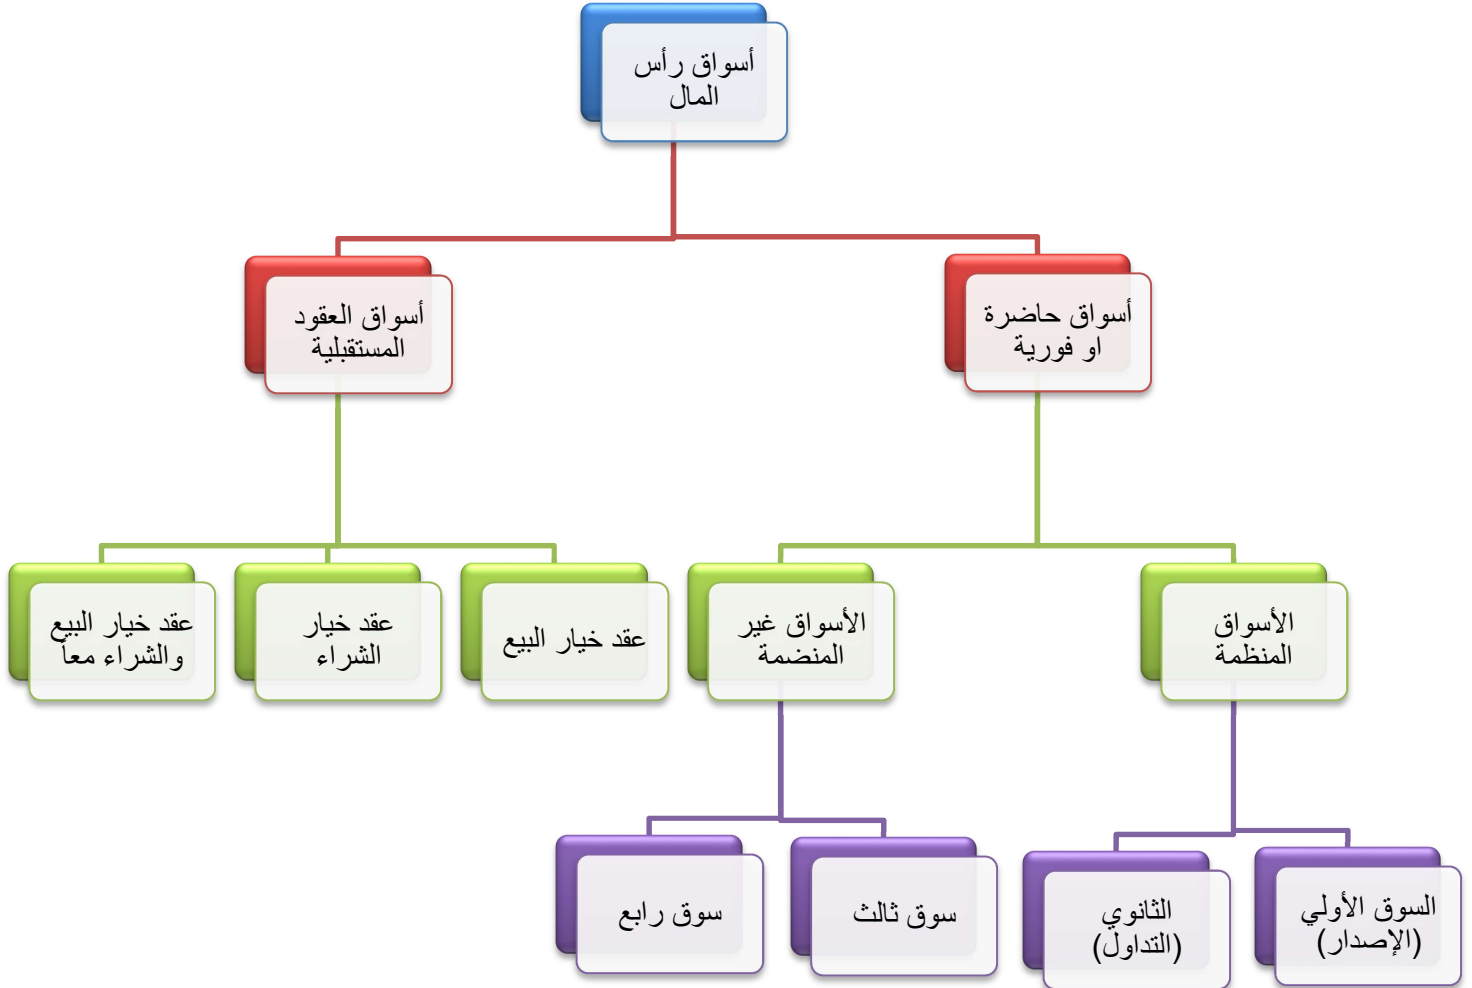 أسواق رأس
المال
أسواق حاضرة
او فورية
أسواق العقود
المستقبلية
الأسواق
المنظمة
الأسواق غير
المنضمة
عقد خيار البيع
عقد خيار
الشراء
عقد خيار البيع
والشراء معاً
السوق الأولي
(الإصدار)
الثانوي
(التداول)
سوق ثالث
سوق رابع